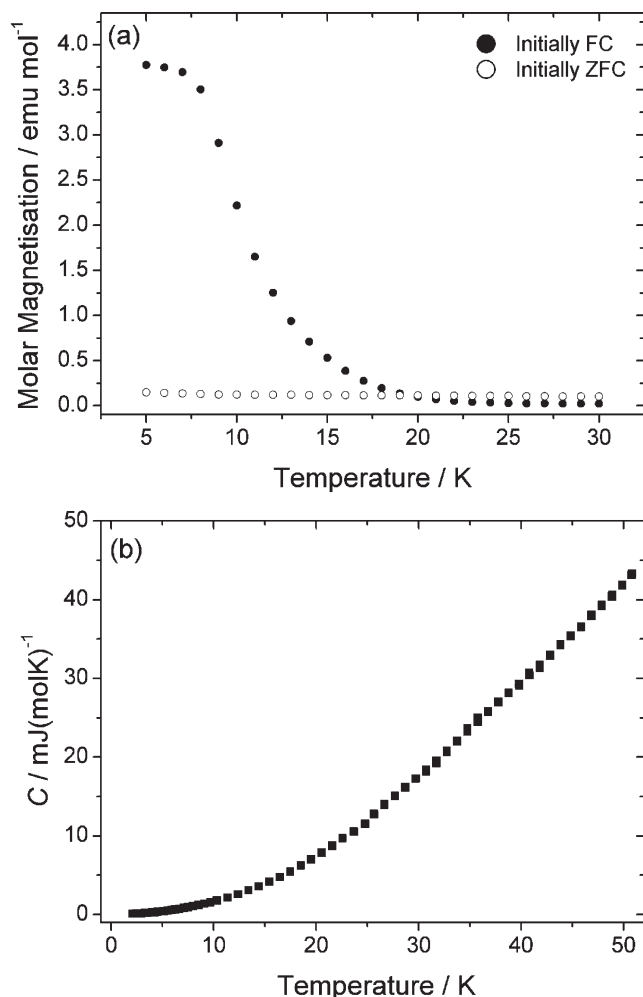 (a)
Initially FC
Initially ZFC
Molar Magnetisation / emu mol⁻¹
4.0
3.5
3.0
2.5
2.0
1.5
1.0
0.5
0.0
5 10 15 20 25 30
Temperature / K
(b)
C / mJ(molK)⁻¹
50
40
30
20
10
0
0 10 20 30 40 50
Temperature / K